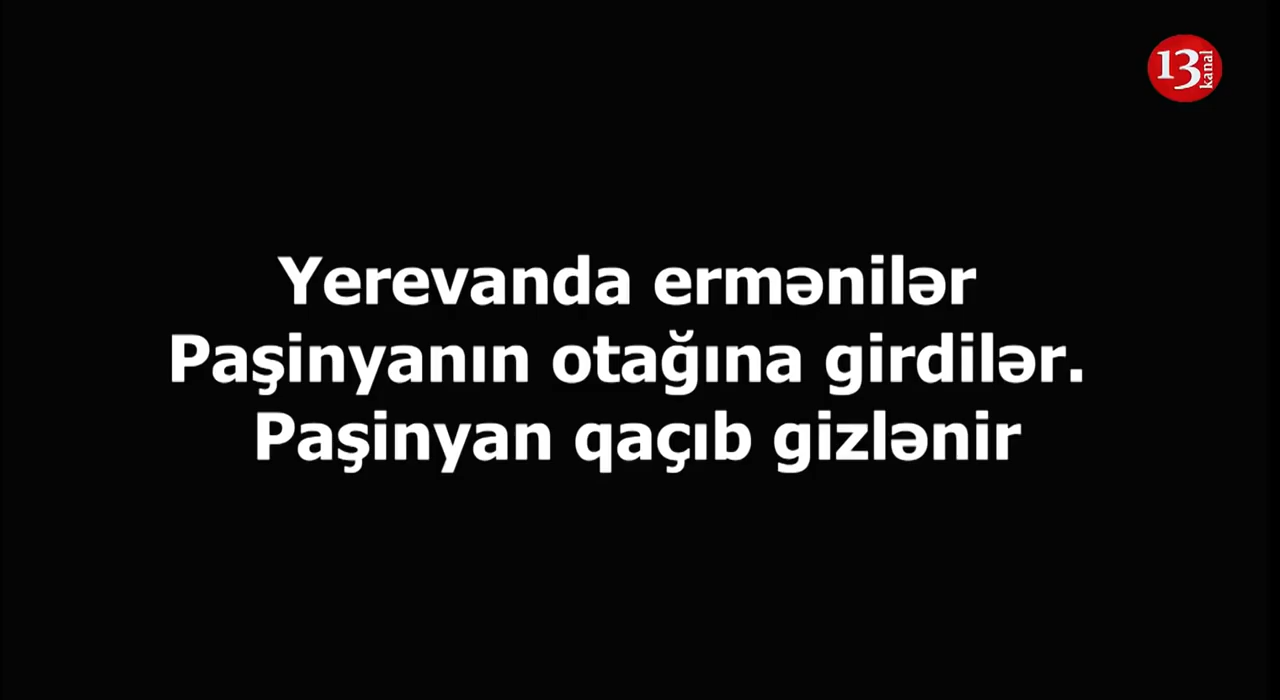 13 kanal
Yerevanda ermənilər
Paşinyanın otağına girdilər.
Paşinyan qaçıb gizlənir